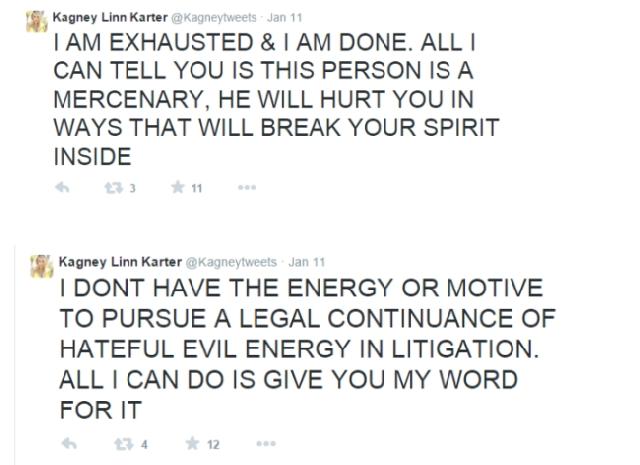 Kagney Linn Karter @Kagneytweets · Jan 11
I AM EXHAUSTED & I AM DONE. ALL I
CAN TELL YOU IS THIS PERSON IS A
MERCENARY, HE WILL HURT YOU IN
WAYS THAT WILL BREAK YOUR SPIRIT
INSIDE
3 11
Kagney Linn Karter @Kagneytweets · Jan 11
I DONT HAVE THE ENERGY OR MOTIVE
TO PURSUE A LEGAL CONTINUANCE OF
HATEFUL EVIL ENERGY IN LITIGATION.
ALL I CAN DO IS GIVE YOU MY WORD
FOR IT
4 12